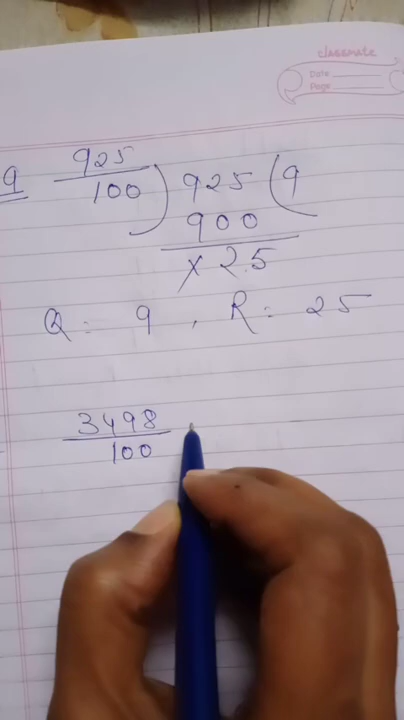 classmate
Date
Page
9 925/100 ) 925 ( 9
900
× 25
Q = 9 , R = 25
3498/100